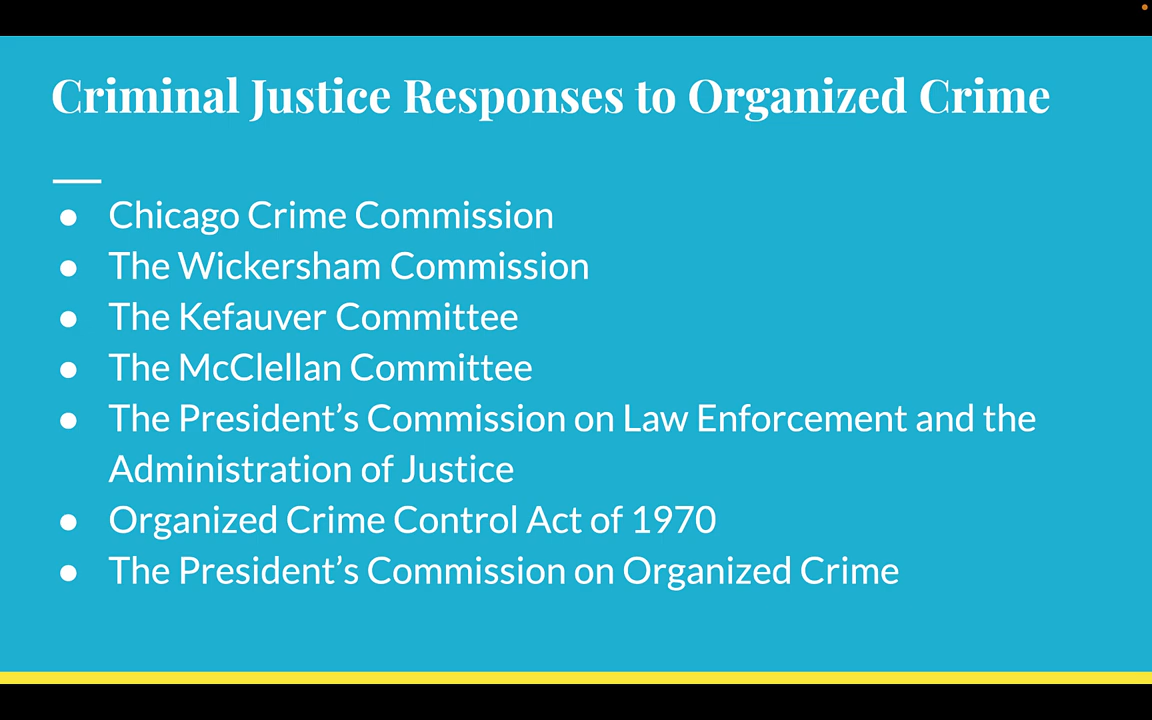 Criminal Justice Responses to Organized Crime
● Chicago Crime Commission
● The Wickersham Commission
● The Kefauver Committee
● The McClellan Committee
● The President’s Commission on Law Enforcement and the
Administration of Justice
● Organized Crime Control Act of 1970
● The President’s Commission on Organized Crime